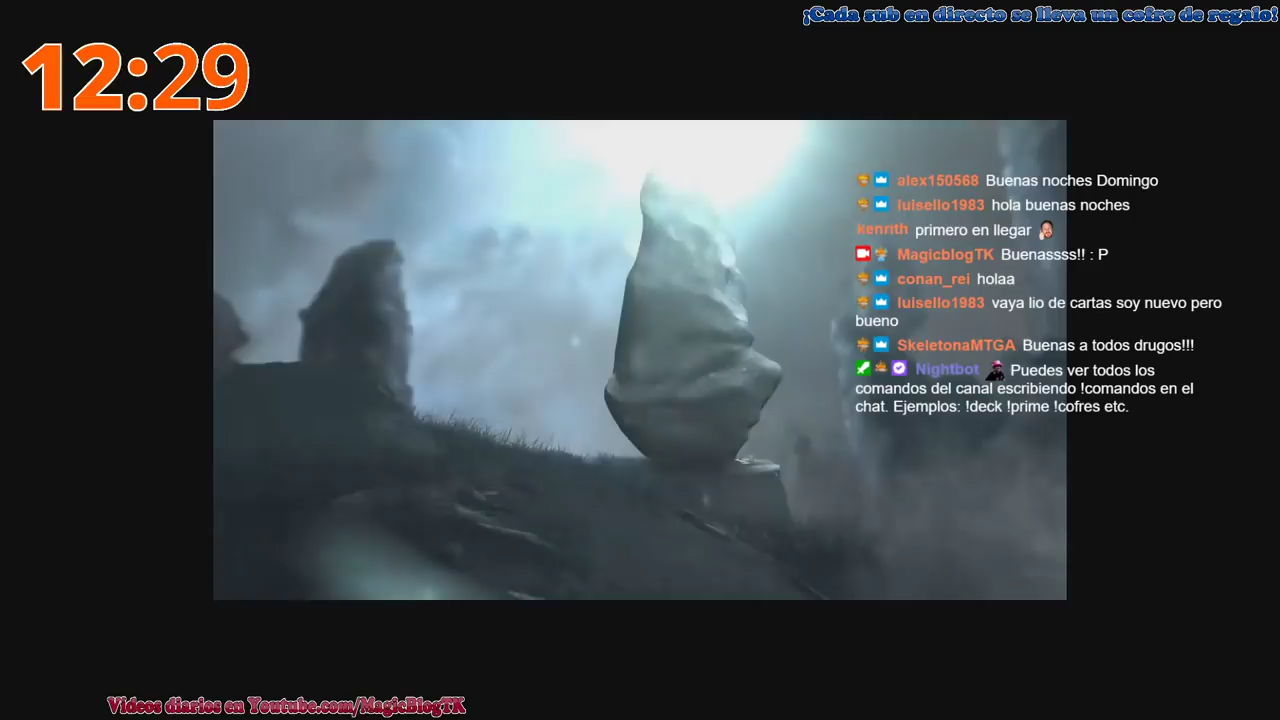 ¡Cada sub en directo se lleva un cofre de regalo!
12:29
alex150568 Buenas noches Domingo
luisello1983 hola buenas noches
kenrith primero en llegar
MagicblogTK Buenassss!! : P
conan_rei holaa
luisello1983 vaya lio de cartas soy nuevo pero
bueno
SkeletonaMTGA Buenas a todos drugos!!!
Nightbot Puedes ver todos los
comandos del canal escribiendo !comandos en el
chat. Ejemplos: !deck !prime !cofres etc.
Videos diarios en Youtube.com/MagicBlogTK